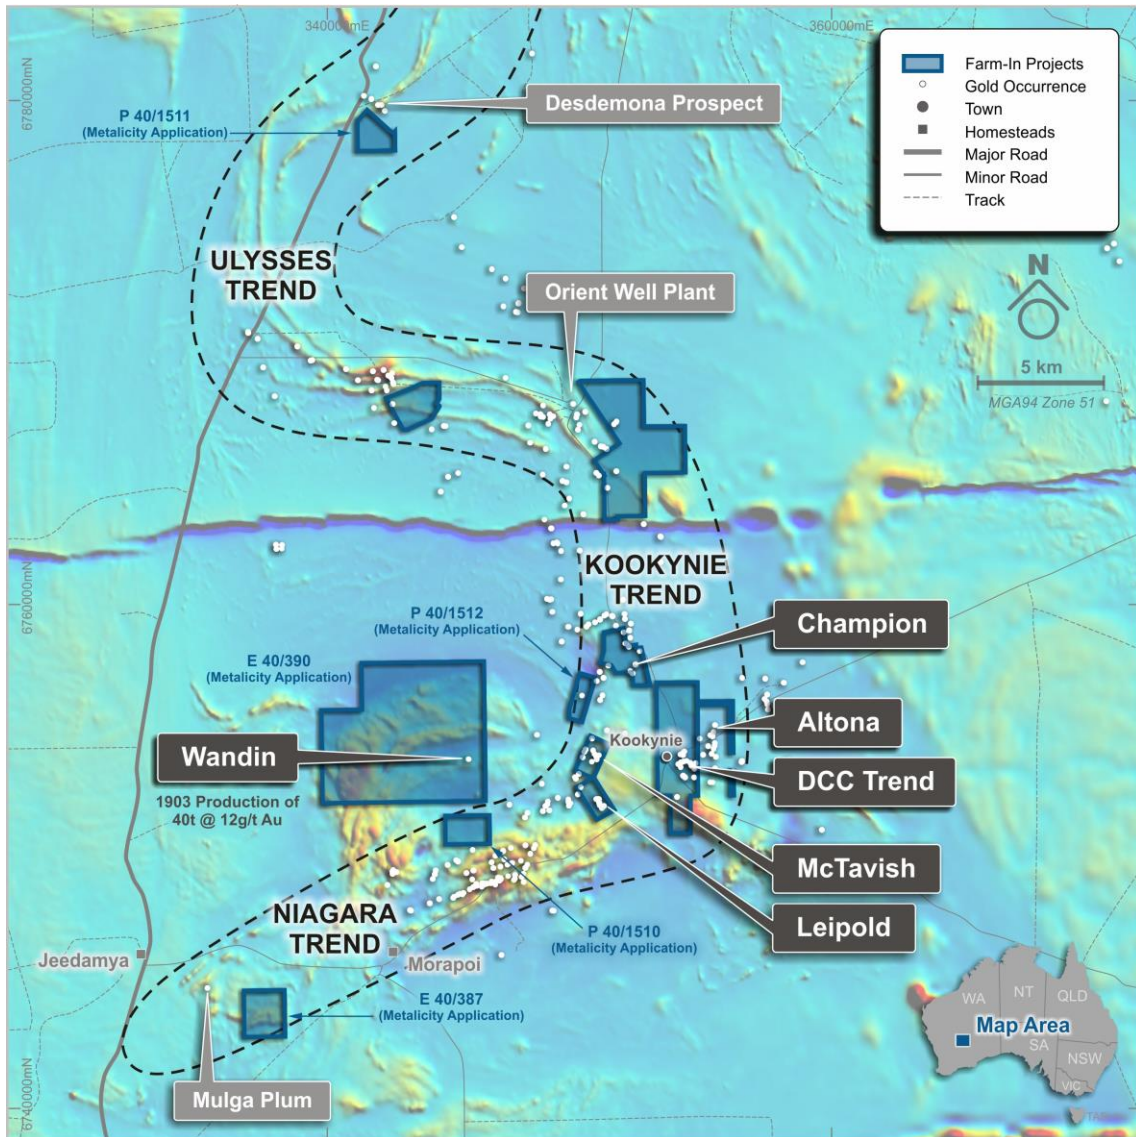 340000mE
360000mE
6780000mN
6760000mN
6740000mN
Farm-In Projects
Gold Occurrence
Town
Homesteads
Major Road
Minor Road
Track
Desdemona Prospect
P 40/1511
(Metalicity Application)
ULYSSES
TREND
Orient Well Plant
N
5 km
MGA94 Zone 51
KOOKYNIE
TREND
P 40/1512
(Metalicity Application)
Champion
E 40/390
(Metalicity Application)
Altona
Kookynie
Wandin
DCC Trend
1903 Production of
40t @ 12g/t Au
McTavish
NIAGARA
TREND
Leipold
P 40/1510
(Metalicity Application)
Jeedamya
Morapoi
E 40/387
(Metalicity Application)
Mulga Plum
WA
NT
QLD
Map Area
SA
NSW
VIC